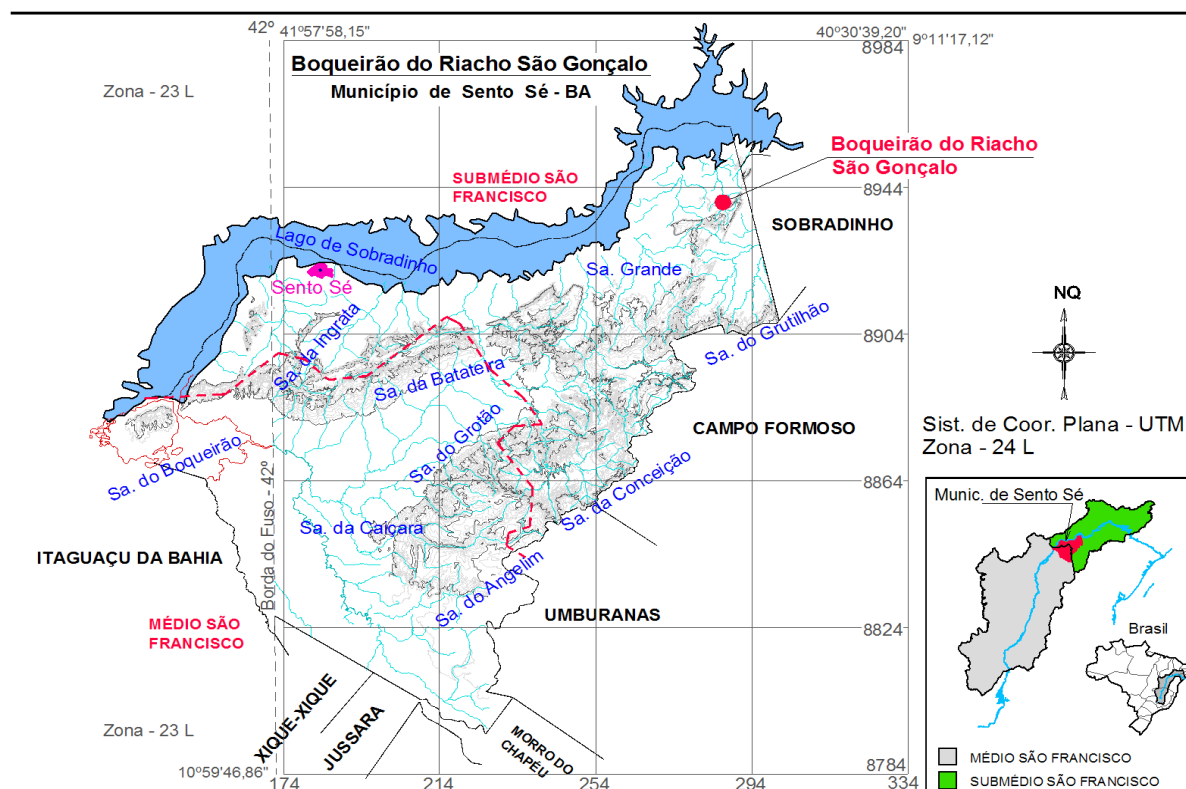 42º
41º57'58,15"
40º30'39,20"
9º11'17,12"
8984
Boqueirão do Riacho São Gonçalo
Município de Sento Sé - BA
Zona - 23 L
Boqueirão do Riacho
São Gonçalo
SUBMÉDIO SÃO
FRANCISCO
8944
SOBRADINHO
Lago de Sobradinho
Sa. Grande
Sento Sé
NQ
8904
Sa. do Grutilhão
Sa. da Ingrata
Sa. da Batateira
CAMPO FORMOSO
Sist. de Coor. Plana - UTM
Zona - 24 L
Sa. do Boqueirão
Sa. do Grotão
Sa. da Conceição
8864
Munic. de Sento Sé
Borda do Fuso - 42º
Sa. da Caiçara
ITAGUAÇU DA BAHIA
Sa. do Angelim
UMBURANAS
MÉDIO SÃO
FRANCISCO
8824
Brasil
XIQUE-XIQUE
JUSSARA
MORRO DO
CHAPÉU
Zona - 23 L
MÉDIO SÃO FRANCISCO
SUBMÉDIO SÃO FRANCISCO
10º59'46,86"
8784
174
214
254
294
334